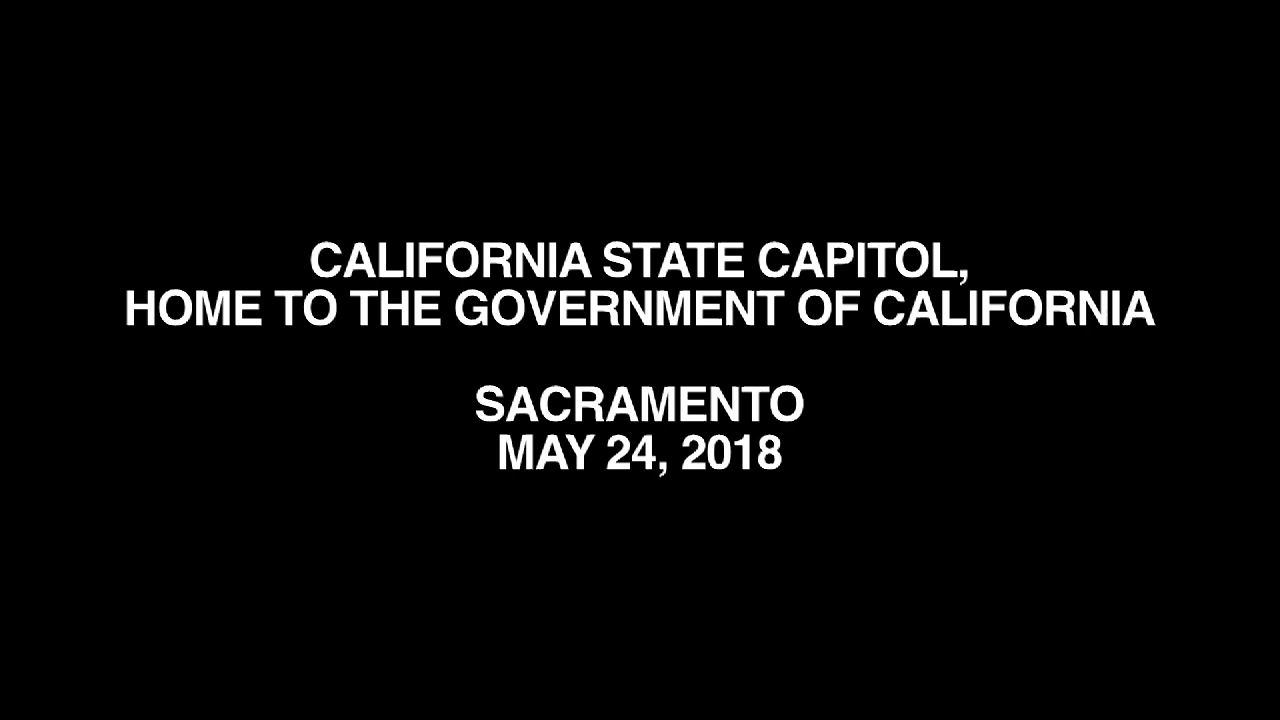 CALIFORNIA STATE CAPITOL,
HOME TO THE GOVERNMENT OF CALIFORNIA
SACRAMENTO
MAY 24, 2018